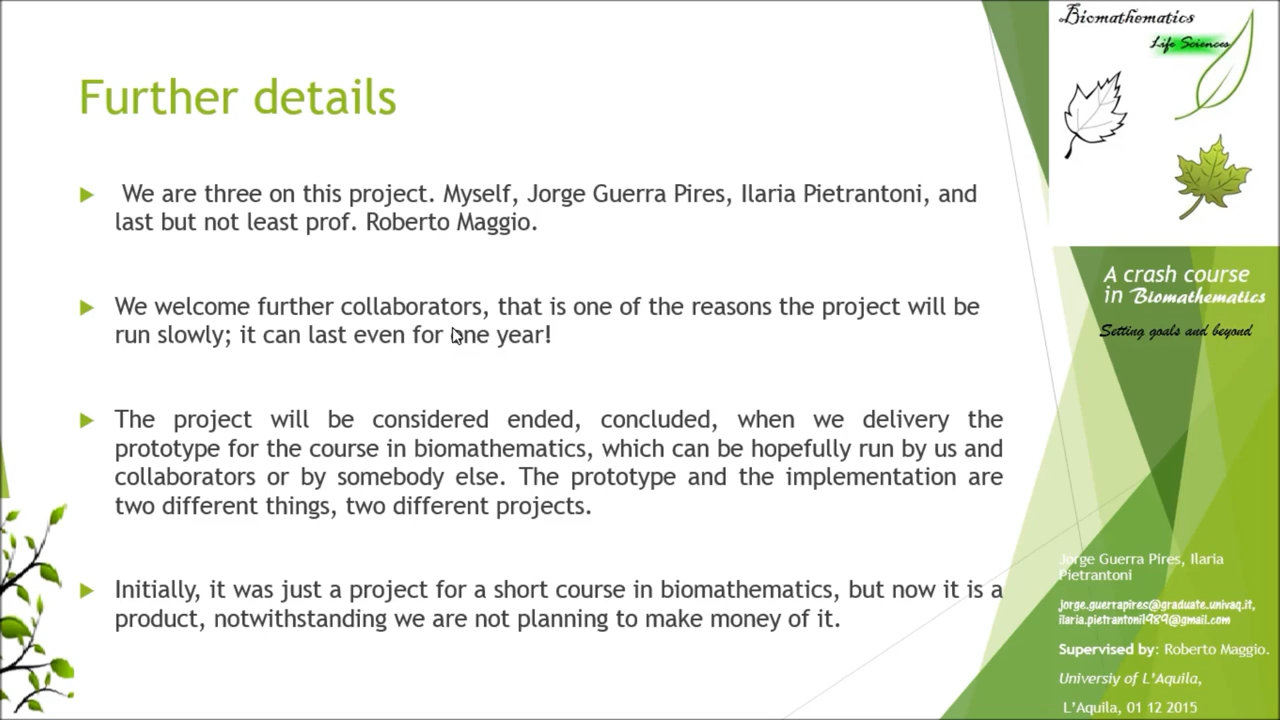 Further details
We are three on this project. Myself, Jorge Guerra Pires, Ilaria Pietrantoni, and
last but not least prof. Roberto Maggio.
We welcome further collaborators, that is one of the reasons the project will be
run slowly; it can last even for one year!
The project will be considered ended, concluded, when we delivery the
prototype for the course in biomathematics, which can be hopefully run by us and
collaborators or by somebody else. The prototype and the implementation are
two different things, two different projects.
Initially, it was just a project for a short course in biomathematics, but now it is a
product, notwithstanding we are not planning to make money of it.
Biomathematics
Life Sciences
A crash course
in Biomathematics
Setting goals and beyond
Jorge Guerra Pires, Ilaria
Pietrantoni
jorge.guerrapires@graduate.univaq.it,
ilaria.pietrantoni1989@gmail.com
Supervised by: Roberto Maggio.
Universiy of L'Aquila,
L'Aquila, 01 12 2015